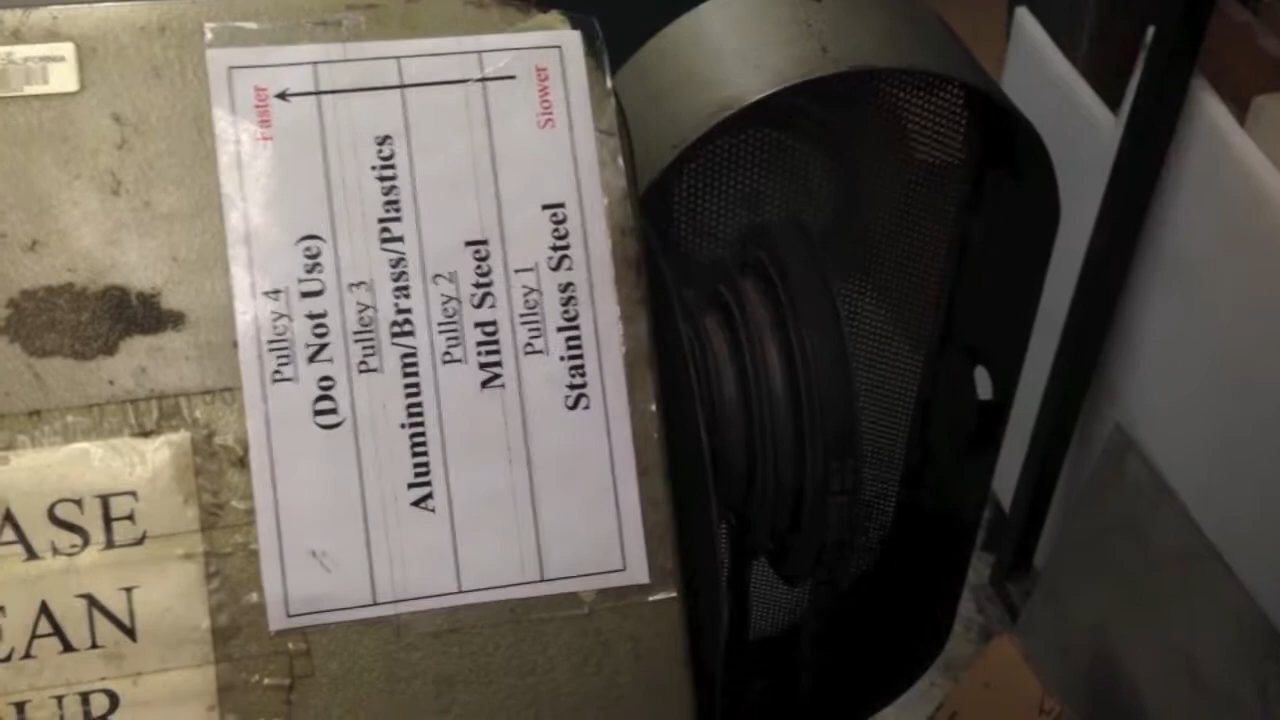 Faster
Pulley 4
(Do Not Use)
Pulley 3
Aluminum/Brass/Plastics
Pulley 2
Mild Steel
Pulley 1
Stainless Steel
Slower
ASE
EAN
UR